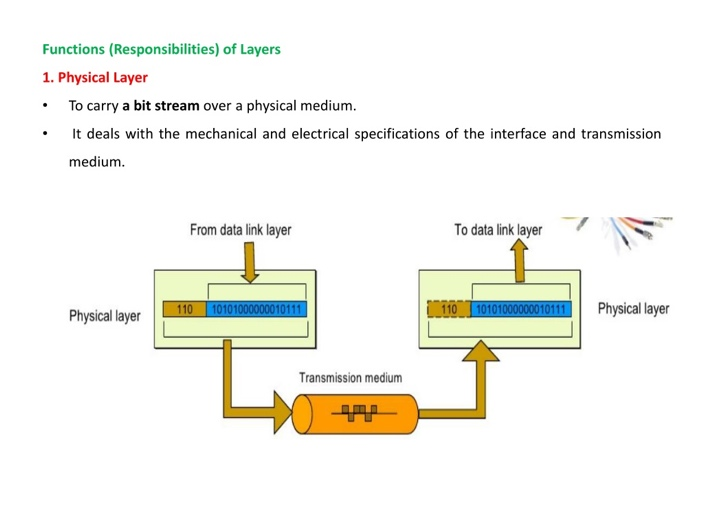 Functions (Responsibilities) of Layers
1. Physical Layer
• To carry a bit stream over a physical medium.
• It deals with the mechanical and electrical specifications of the interface and transmission
medium.
From data link layer
To data link layer
Physical layer
110 10101000000010111
110 10101000000010111
Physical layer
Transmission medium